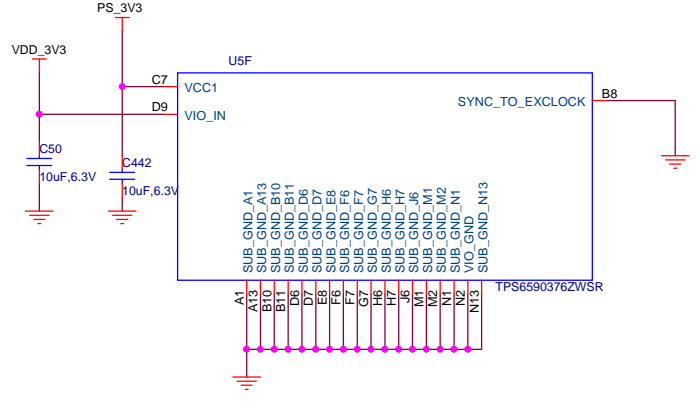 PS_3V3
VDD_3V3
U5F
C7
VCC1
D9
VIO_IN
SYNC_TO_EXCLOCK
B8
C50
10uF,6.3V
C442
10uF,6.3V
SUB_GND_A1
SUB_GND_A13
SUB_GND_B10
SUB_GND_B11
SUB_GND_D6
SUB_GND_D7
SUB_GND_E8
SUB_GND_F6
SUB_GND_F7
SUB_GND_G7
SUB_GND_H6
SUB_GND_H7
SUB_GND_J6
SUB_GND_M1
SUB_GND_M2
SUB_GND_N1
VIO_GND
SUB_GND_N13
TPS6590376ZWSR
A1
A13
B10
B11
D6
D7
E8
F6
F7
G7
H6
H7
J6
M1
M2
N1
N2
N13